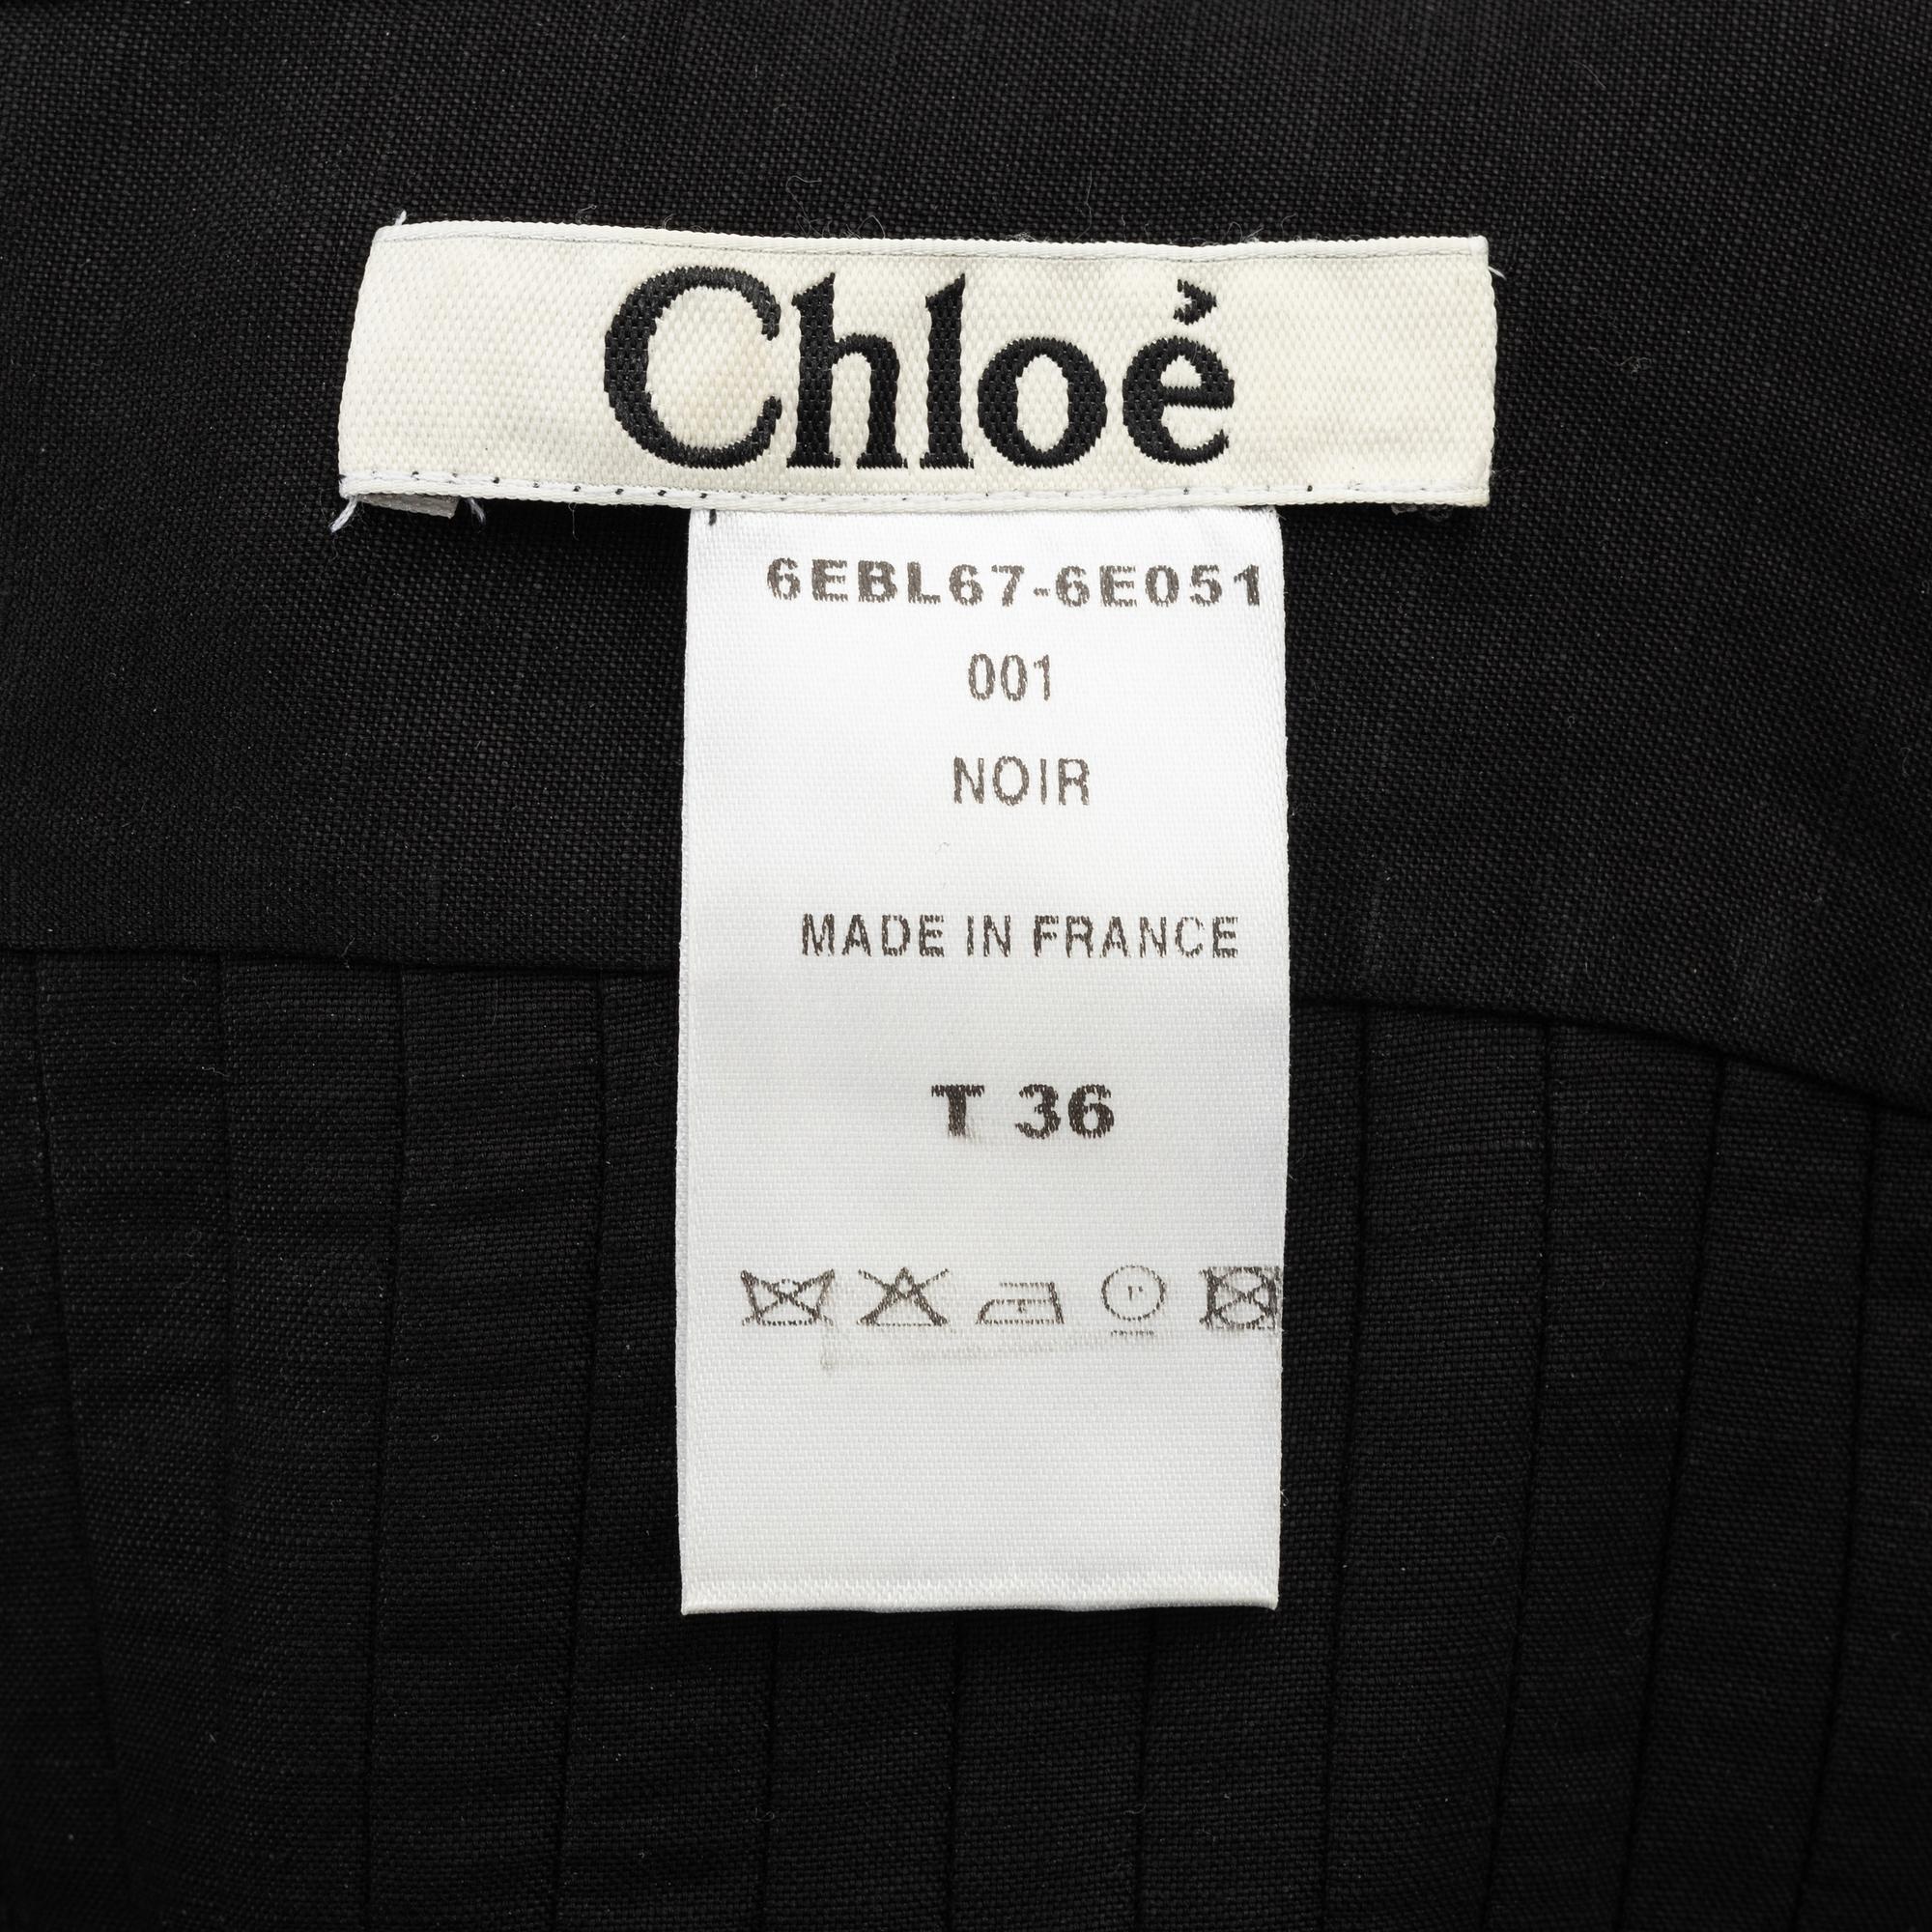 Chloé
6EBL67-6E051
001
NOIR
MADE IN FRANCE
T 36